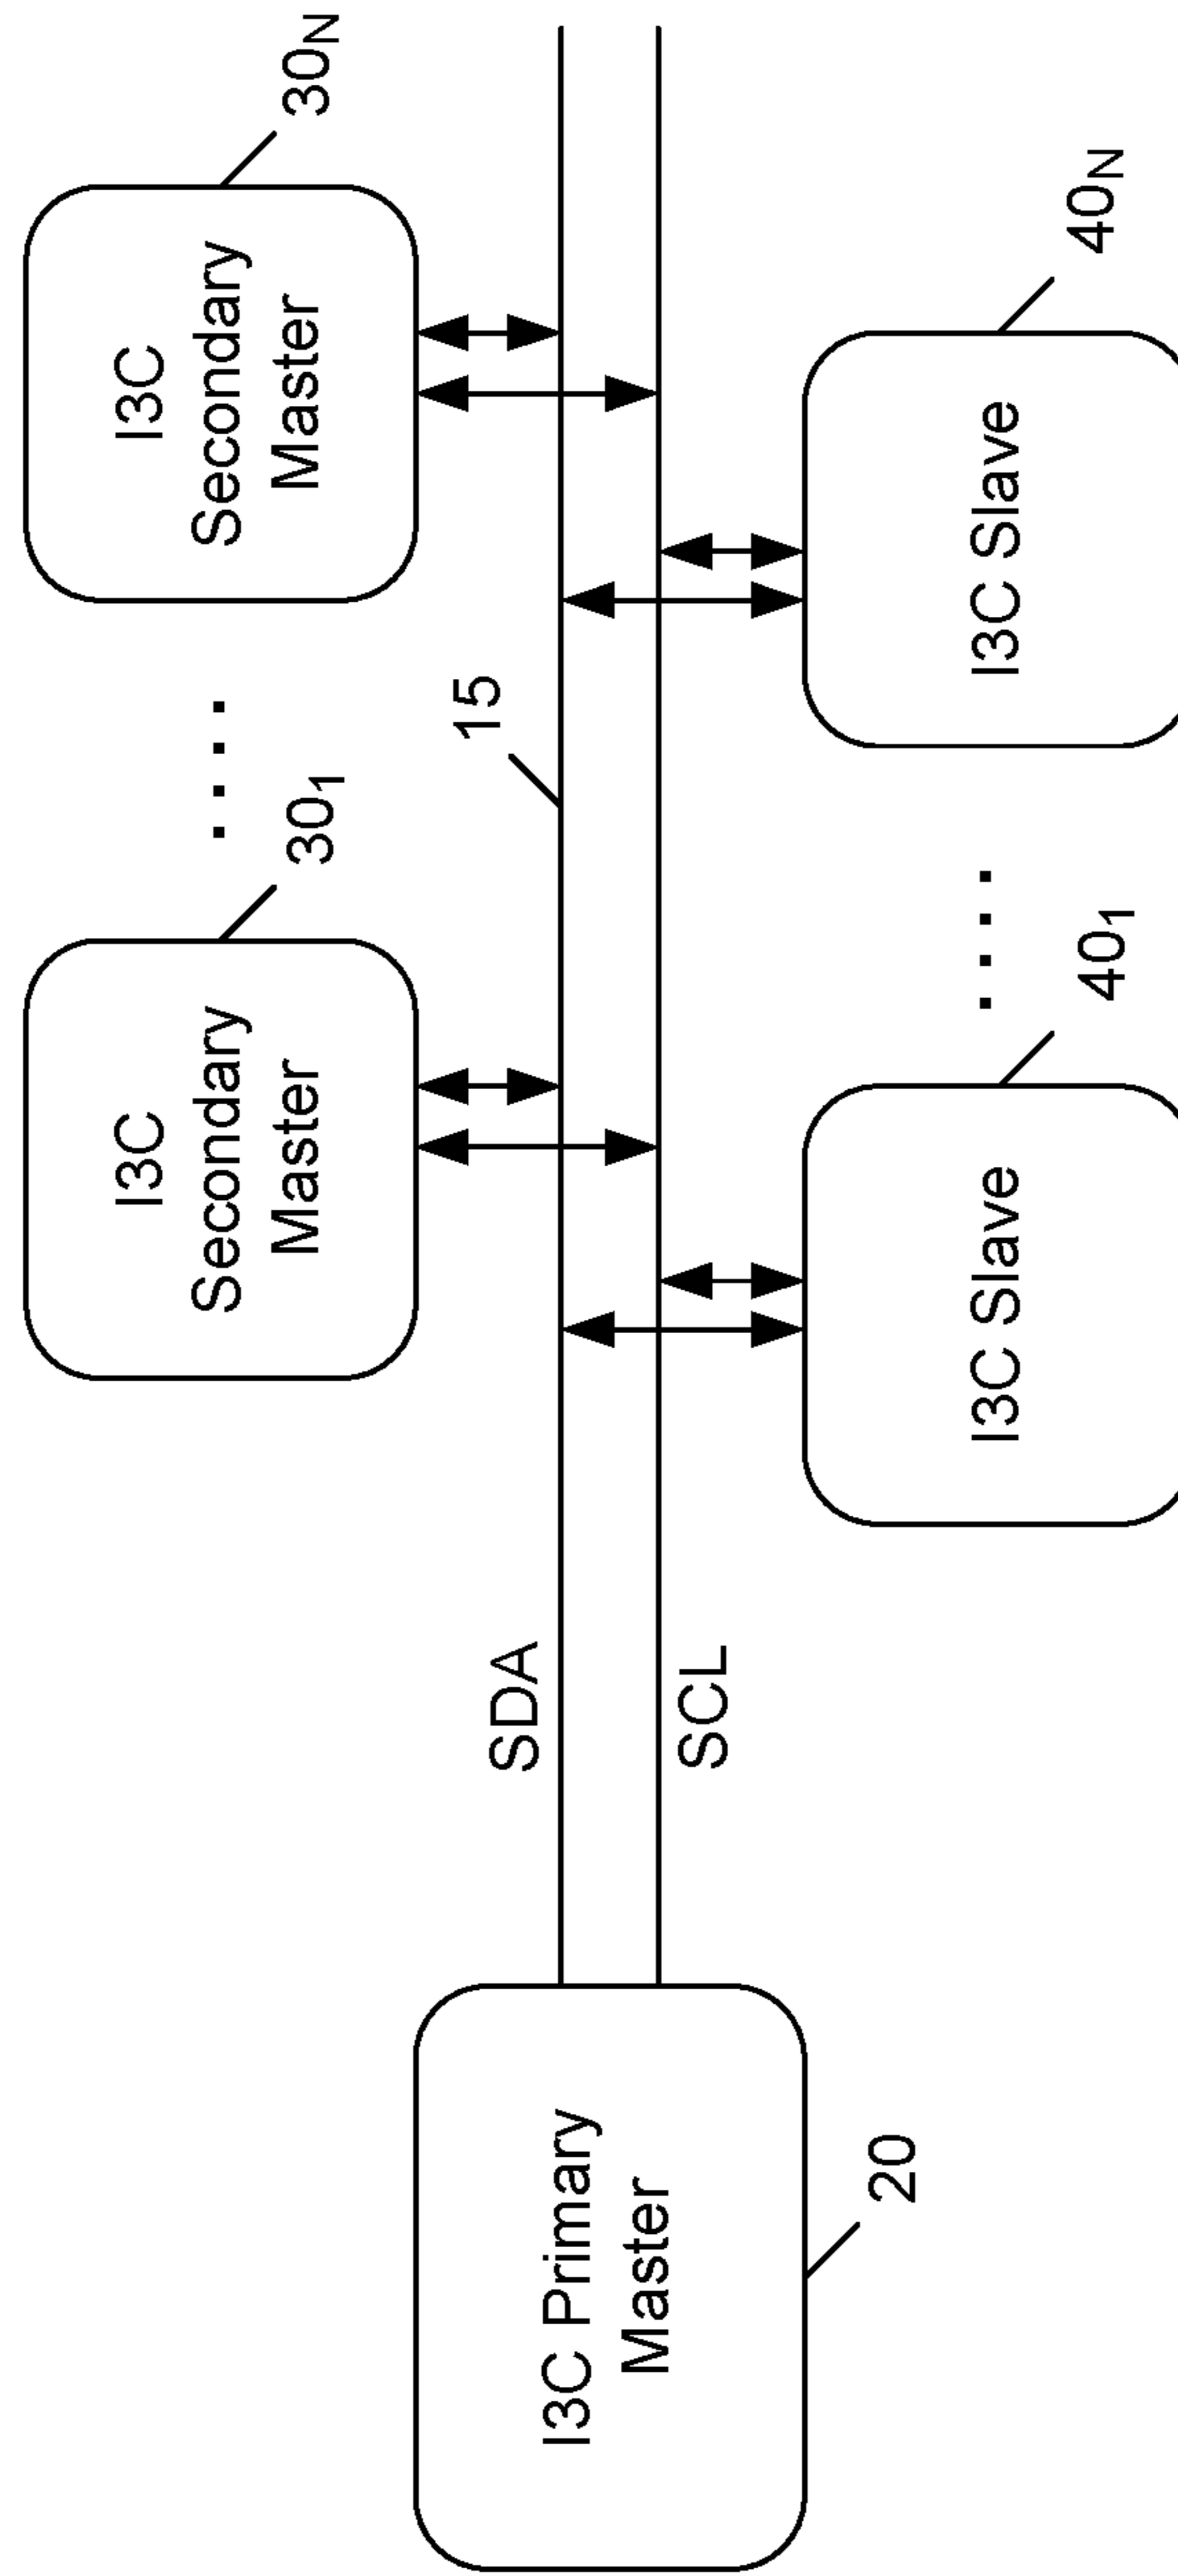 I3C
Secondary
Master
30₁
. . . .
I3C
Secondary
Master
30N
15
I3C Primary
Master
20
SDA
SCL
I3C Slave
40₁
. . . .
I3C Slave
40N